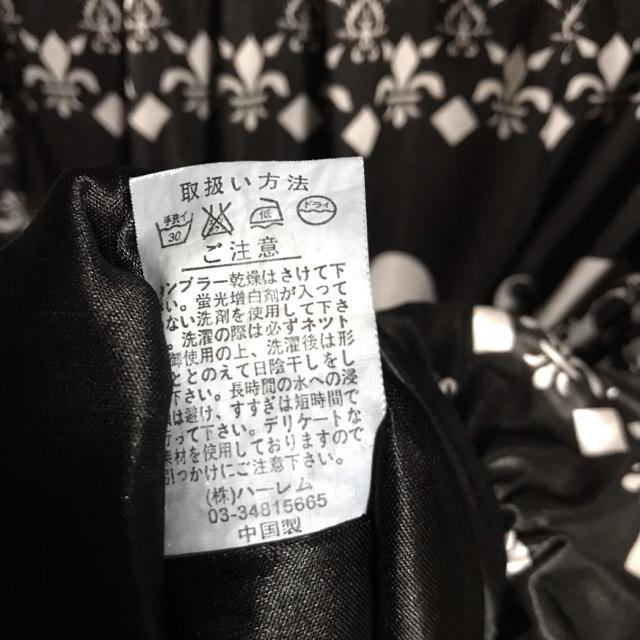 取扱い方法
手洗イ 30 低 ドライ
ご注意
タンブラー乾燥はさけて下
さい。蛍光増白剤が入って
ない洗剤を使用して下さ
。洗濯の際は必ずネット
御使用の上、洗濯後は形
ととのえて日陰干しをし
い。長時間の水への浸
は避け、すすぎは短時間で
行って下さい。デリケートな
素材を使用しておりますので
引っかけにご注意下さい。
(株)ハーレム
03-34815665
中国製